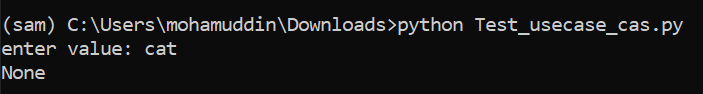 (sam) C:\Users\mohamuddin\Downloads>python Test_usecase_cas.py
enter value: cat
None